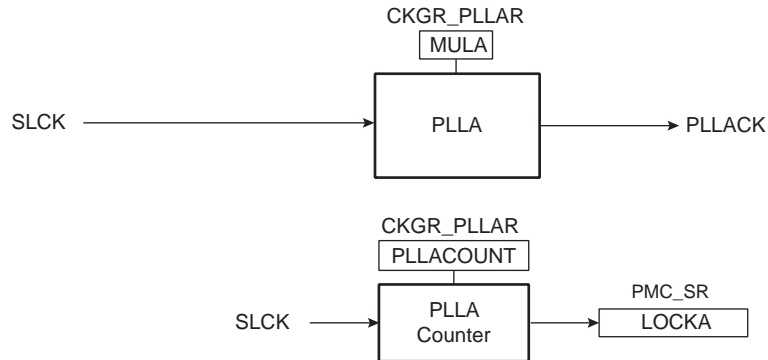 CKGR_PLLAR
MULA
SLCK
PLLA
PLLACK
CKGR_PLLAR
PLLACOUNT
SLCK
PLLA
Counter
PMC_SR
LOCKA